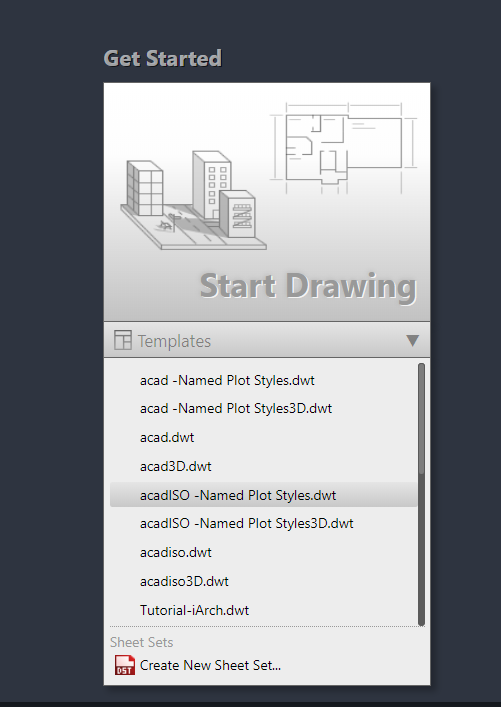 Get Started
Start Drawing
Templates
acad -Named Plot Styles.dwt
acad -Named Plot Styles3D.dwt
acad.dwt
acad3D.dwt
acadISO -Named Plot Styles.dwt
acadISO -Named Plot Styles3D.dwt
acadiso.dwt
acadiso3D.dwt
Tutorial-iArch.dwt
Sheet Sets
DST Create New Sheet Set...